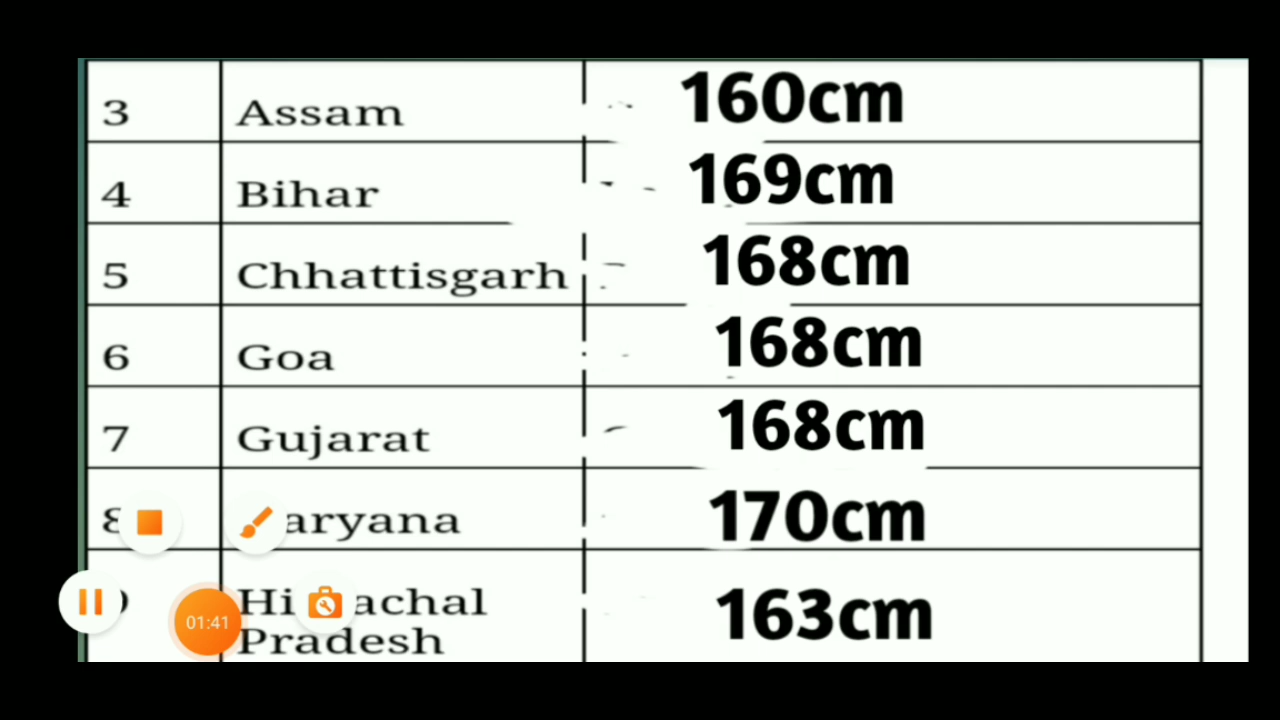 3 Assam 160cm
4 Bihar 169cm
5 Chhattisgarh 168cm
6 Goa 168cm
7 Gujarat 168cm
8 aryana 170cm
Hi achal 163cm
Pradesh
01:41